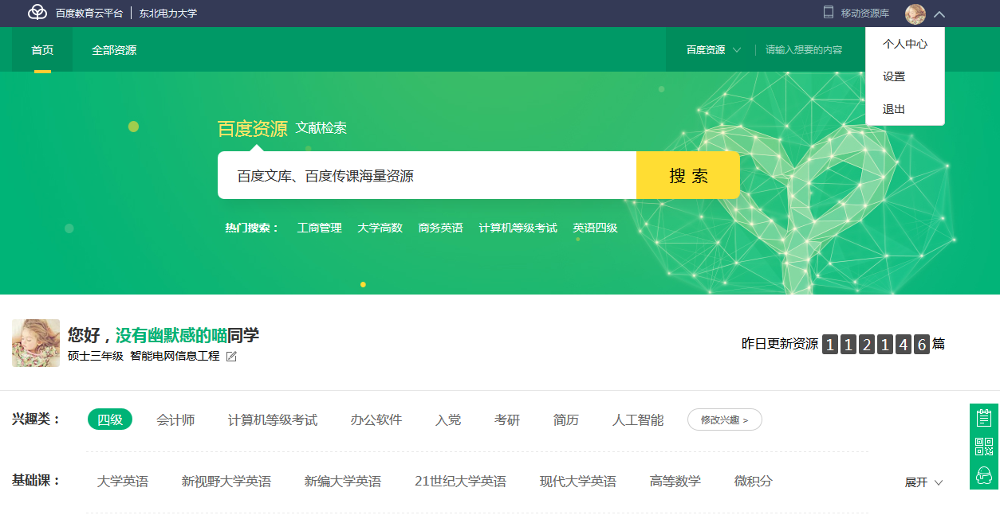 百度教育云平台 东北电力大学 移动资源库
首页 全部资源 百度资源 请输入想要的内容
个人中心
设置
退出
百度资源 文献检索
百度文库、百度传课海量资源 搜 索
热门搜索： 工商管理 大学高数 商务英语 计算机等级考试 英语四级
您好，没有幽默感的喵同学
硕士三年级 智能电网信息工程
昨日更新资源 112146 篇
兴趣类： 四级 会计师 计算机等级考试 办公软件 入党 考研 简历 人工智能 修改兴趣 >
基础课： 大学英语 新视野大学英语 新编大学英语 21世纪大学英语 现代大学英语 高等数学 微积分 展开